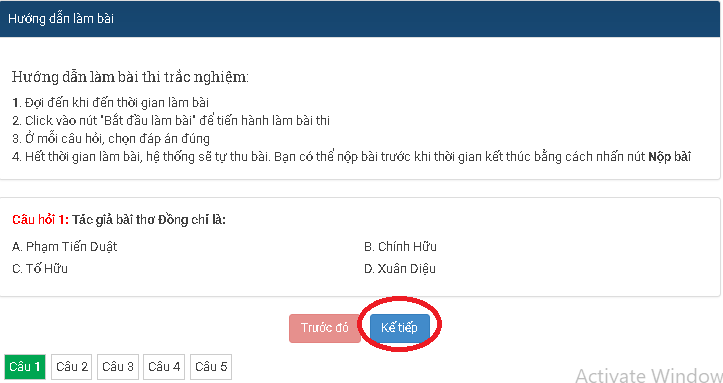 Hướng dẫn làm bài
Hướng dẫn làm bài thi trắc nghiệm:
1. Đợi đến khi đến thời gian làm bài
2. Click vào nút "Bắt đầu làm bài" để tiến hành làm bài thi
3. Ở mỗi câu hỏi, chọn đáp án đúng
4. Hết thời gian làm bài, hệ thống sẽ tự thu bài. Bạn có thể nộp bài trước khi thời gian kết thúc bằng cách nhấn nút Nộp bài
Câu hỏi 1: Tác giả bài thơ Đồng chí là:
A. Phạm Tiến Duật B. Chính Hữu
C. Tố Hữu D. Xuân Diệu
Trước đó Kế tiếp
Câu 1 Câu 2 Câu 3 Câu 4 Câu 5
Activate Window